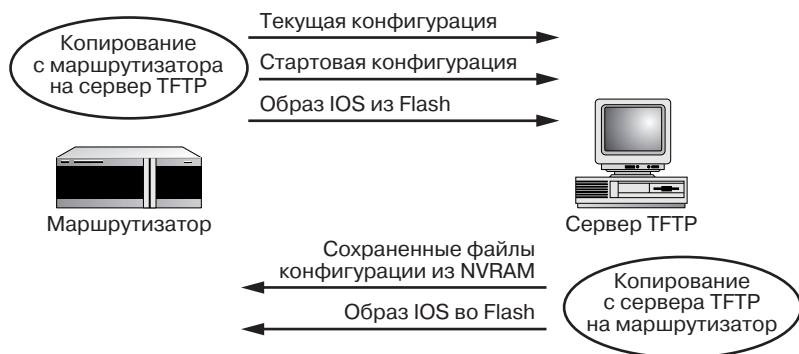 Копирование
с маршрутизатора
на сервер TFTP
Текущая конфигурация
Стартовая конфигурация
Образ IOS из Flash
Маршрутизатор
Сервер TFTP
Сохраненные файлы
конфигурации из NVRAM
Образ IOS во Flash
Копирование
с сервера TFTP
на маршрутизатор